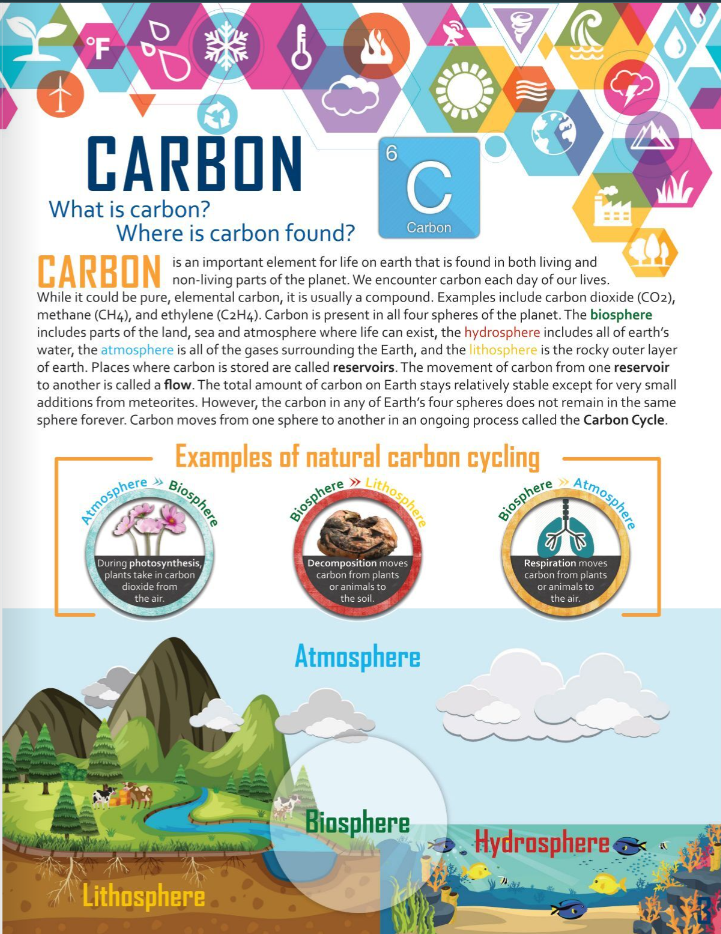 °F
CARBON
6
C
Carbon
What is carbon?
Where is carbon found?
CARBON is an important element for life on earth that is found in both living and
non-living parts of the planet. We encounter carbon each day of our lives.
While it could be pure, elemental carbon, it is usually a compound. Examples include carbon dioxide (CO2),
methane (CH4), and ethylene (C2H4). Carbon is present in all four spheres of the planet. The biosphere
includes parts of the land, sea and atmosphere where life can exist, the hydrosphere includes all of earth's
water, the atmosphere is all of the gases surrounding the Earth, and the lithosphere is the rocky outer layer
of earth. Places where carbon is stored are called reservoirs. The movement of carbon from one reservoir
to another is called a flow. The total amount of carbon on Earth stays relatively stable except for very small
additions from meteorites. However, the carbon in any of Earth's four spheres does not remain in the same
sphere forever. Carbon moves from one sphere to another in an ongoing process called the Carbon Cycle.
Examples of natural carbon cycling
Atmosphere » Biosphere
During photosynthesis,
plants take in carbon
dioxide from
the air.
Biosphere » Lithosphere
Decomposition moves
carbon from plants
or animals to
the soil.
Biosphere » Atmosphere
Respiration moves
carbon from plants
or animals to
the air.
Atmosphere
Biosphere
Hydrosphere
Lithosphere
3